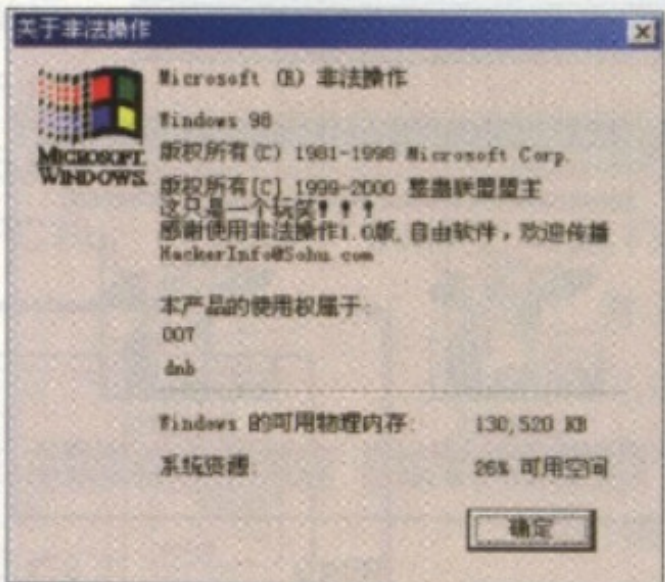 关于非法操作
Microsoft (R) 非法操作
Windows 98
MICROSOFT
WINDOWS
版权所有(C) 1981-1998 Microsoft Corp.
版权所有[C] 1999-2000 整蛊联盟盟主
这只是一个玩笑！！！
感谢使用非法操作1.0版,自由软件，欢迎传播
HackerInfo@Sohu.com
本产品的使用权属于:
007
dnb
Windows 的可用物理内存: 130,520 KB
系统资源: 26% 可用空间
确定